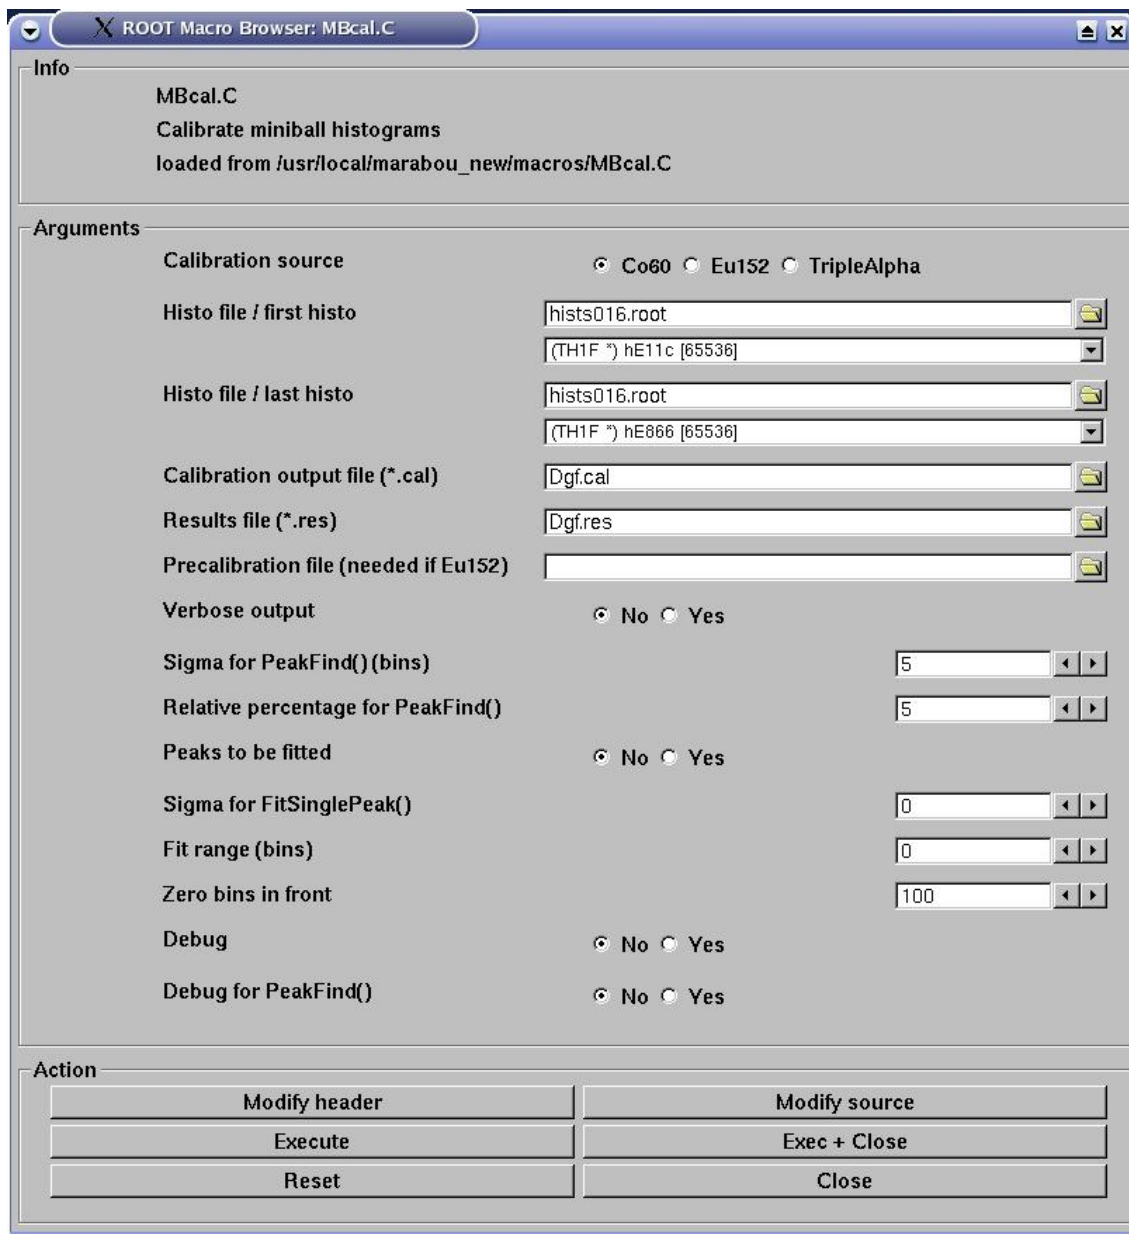 ROOT Macro Browser: MBcal.C
Info
MBcal.C
Calibrate miniball histograms
loaded from /usr/local/marabou_new/macros/MBcal.C
Arguments
Calibration source Co60 Eu152 TripleAlpha
Histo file / first histo hists016.root
(TH1F *) hE11c [65536]
Histo file / last histo hists016.root
(TH1F *) hE866 [65536]
Calibration output file (*.cal) Dgf.cal
Results file (*.res) Dgf.res
Precalibration file (needed if Eu152)
Verbose output No Yes
Sigma for PeakFind() (bins) 5
Relative percentage for PeakFind() 5
Peaks to be fitted No Yes
Sigma for FitSinglePeak() 0
Fit range (bins) 0
Zero bins in front 100
Debug No Yes
Debug for PeakFind() No Yes
Action
Modify header Modify source
Execute Exec + Close
Reset Close